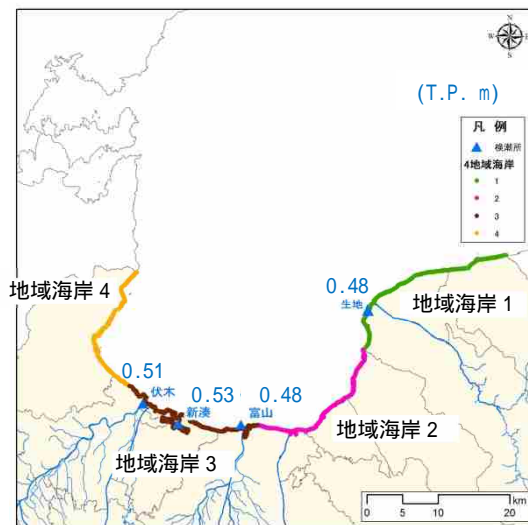 N
W
E
S
(T.P. m)
凡 例
検潮所
4地域海岸
1
2
3
4
地域海岸 4
0.48
生地
地域海岸 1
0.51
伏木
0.53
新湊
0.48
富山
地域海岸 2
地域海岸 3
km
0 5 10 20